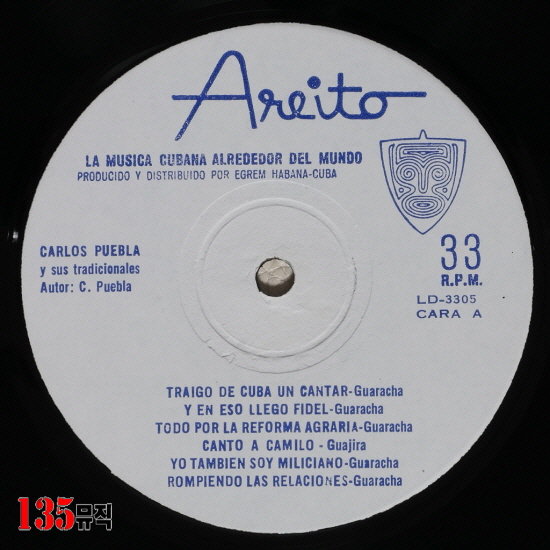 Areito
LA MUSICA CUBANA ALREDEDOR DEL MUNDO
PRODUCIDO Y DISTRIBUIDO POR EGREM HABANA-CUBA
CARLOS PUEBLA
y sus tradicionales
Autor: C. Puebla
33
R.P.M.
LD-3305
CARA A
TRAIGO DE CUBA UN CANTAR-Guaracha
Y EN ESO LLEGO FIDEL-Guaracha
TODO POR LA REFORMA AGRARIA-Guaracha
CANTO A CAMILO - Guajira
YO TAMBIEN SOY MILICIANO-Guaracha
ROMPIENDO LAS RELACIONES-Guaracha
135뮤직